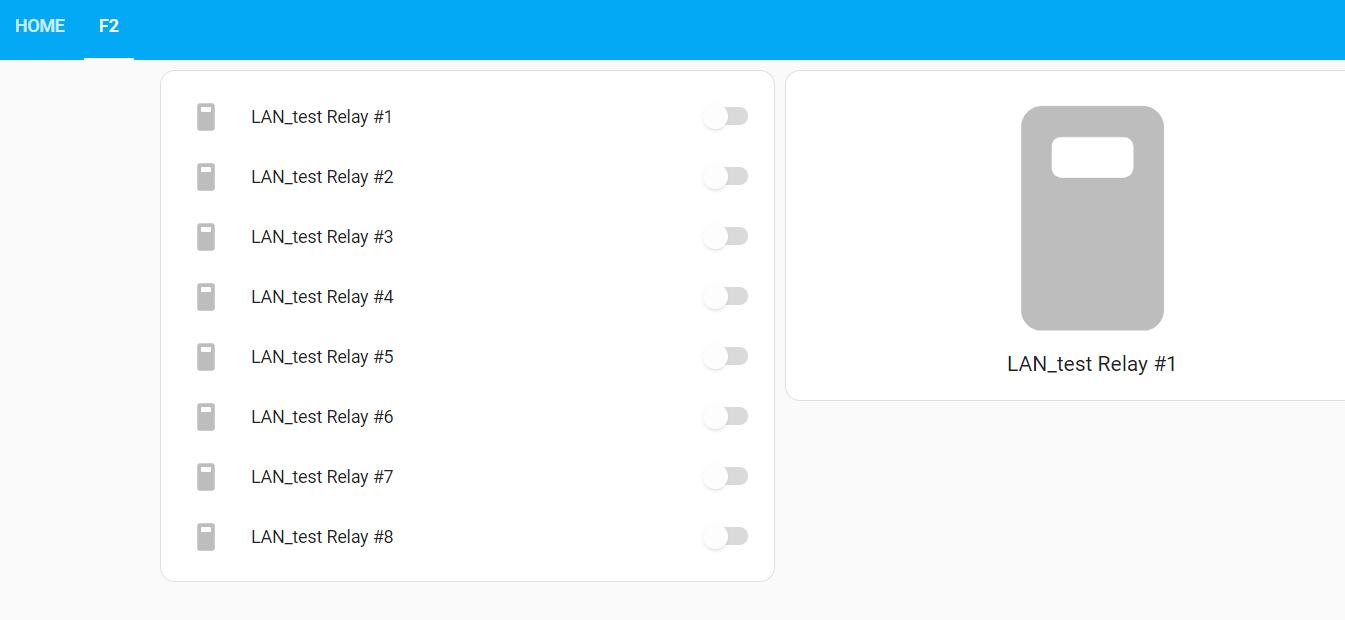 HOME F2
LAN_test Relay #1
LAN_test Relay #2
LAN_test Relay #3
LAN_test Relay #4
LAN_test Relay #5
LAN_test Relay #6
LAN_test Relay #7
LAN_test Relay #8
LAN_test Relay #1